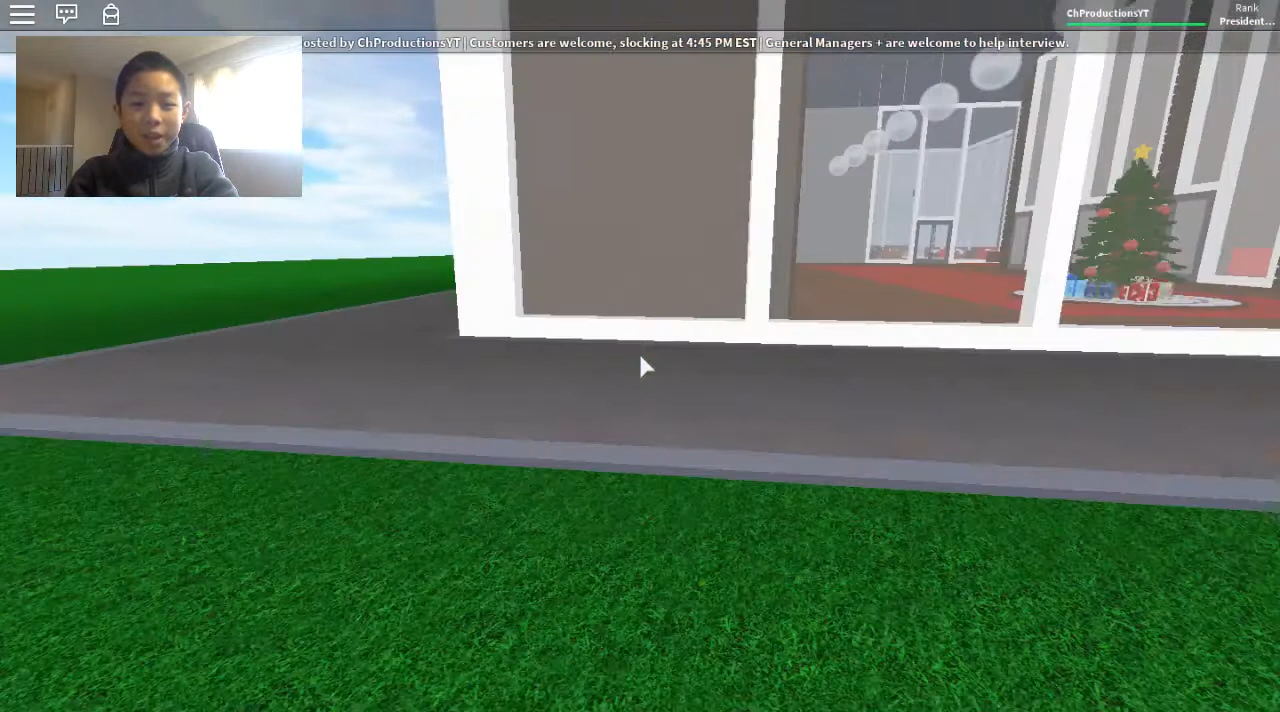 ChProductionsYT
Rank
President...
osted by ChProductionsYT | Customers are welcome, slocking at 4:45 PM EST | General Managers + are welcome to help interview.